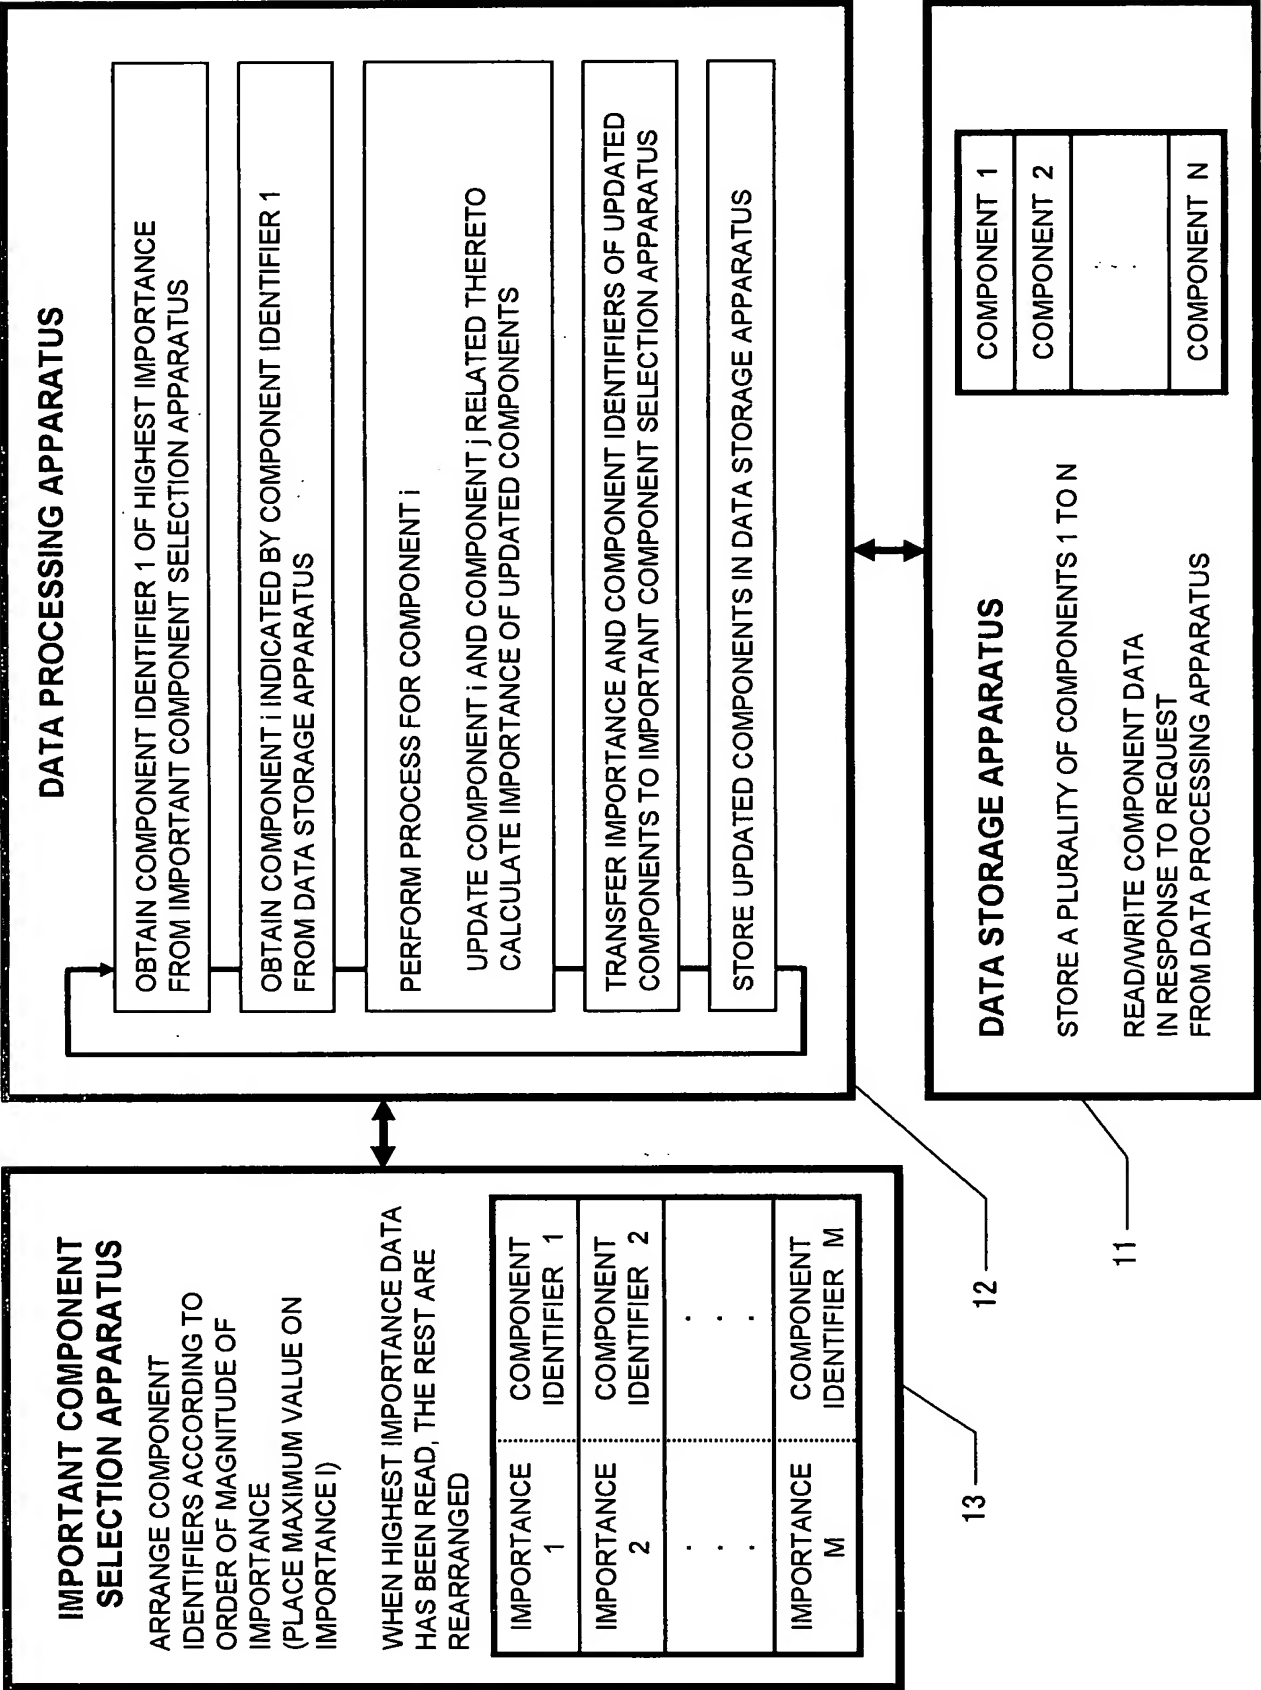 IMPORTANT COMPONENT
SELECTION APPARATUS
ARRANGE COMPONENT
IDENTIFIERS ACCORDING TO
ORDER OF MAGNITUDE OF
IMPORTANCE
(PLACE MAXIMUM VALUE ON
IMPORTANCE I)
WHEN HIGHEST IMPORTANCE DATA
HAS BEEN READ, THE REST ARE
REARRANGED
IMPORTANCE
1
COMPONENT
IDENTIFIER 1
IMPORTANCE
2
COMPONENT
IDENTIFIER 2
. . .
. . .
IMPORTANCE
M
COMPONENT
IDENTIFIER M
13
DATA PROCESSING APPARATUS
OBTAIN COMPONENT IDENTIFIER 1 OF HIGHEST IMPORTANCE
FROM IMPORTANT COMPONENT SELECTION APPARATUS
OBTAIN COMPONENT i INDICATED BY COMPONENT IDENTIFIER 1
FROM DATA STORAGE APPARATUS
PERFORM PROCESS FOR COMPONENT i
UPDATE COMPONENT i AND COMPONENT j RELATED THERETO
CALCULATE IMPORTANCE OF UPDATED COMPONENTS
TRANSFER IMPORTANCE AND COMPONENT IDENTIFIERS OF UPDATED
COMPONENTS TO IMPORTANT COMPONENT SELECTION APPARATUS
STORE UPDATED COMPONENTS IN DATA STORAGE APPARATUS
12
DATA STORAGE APPARATUS
STORE A PLURALITY OF COMPONENTS 1 TO N
READ/WRITE COMPONENT DATA
IN RESPONSE TO REQUEST
FROM DATA PROCESSING APPARATUS
COMPONENT 1
COMPONENT 2
. . .
COMPONENT N
11